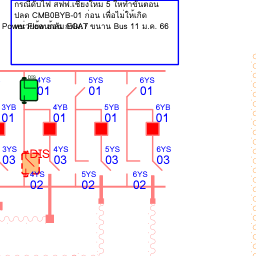 กรณีดับไฟ สฟฟ.เชียงใหม่ 5 ให้ทำขั้นตอน
ปลด CMB0BYB-01 ก่อน เพื่อไม่ให้เกิด
ขนาน Bus 11 ม.ค. 66
4YS 01
5YS 01
6YS 01
3YB 01
4YB 01
5YB 01
6YB 01
3YS 03
DIS
4YS 03
5YS 03
6YS 03
4YS 02
5YS 02
6YS 02